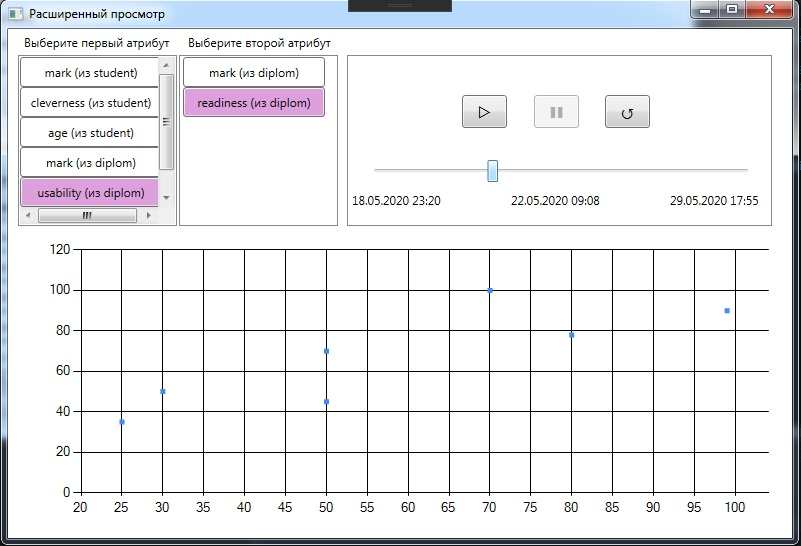 Расширенный просмотр
Выберите первый атрибут
Выберите второй атрибут
mark (из student)
cleverness (из student)
age (из student)
mark (из diplom)
usability (из diplom)
mark (из diplom)
readiness (из diplom)
18.05.2020 23:20
22.05.2020 09:08
29.05.2020 17:55
120
100
80
60
40
20
0
20 25 30 35 40 45 50 55 60 65 70 75 80 85 90 95 100